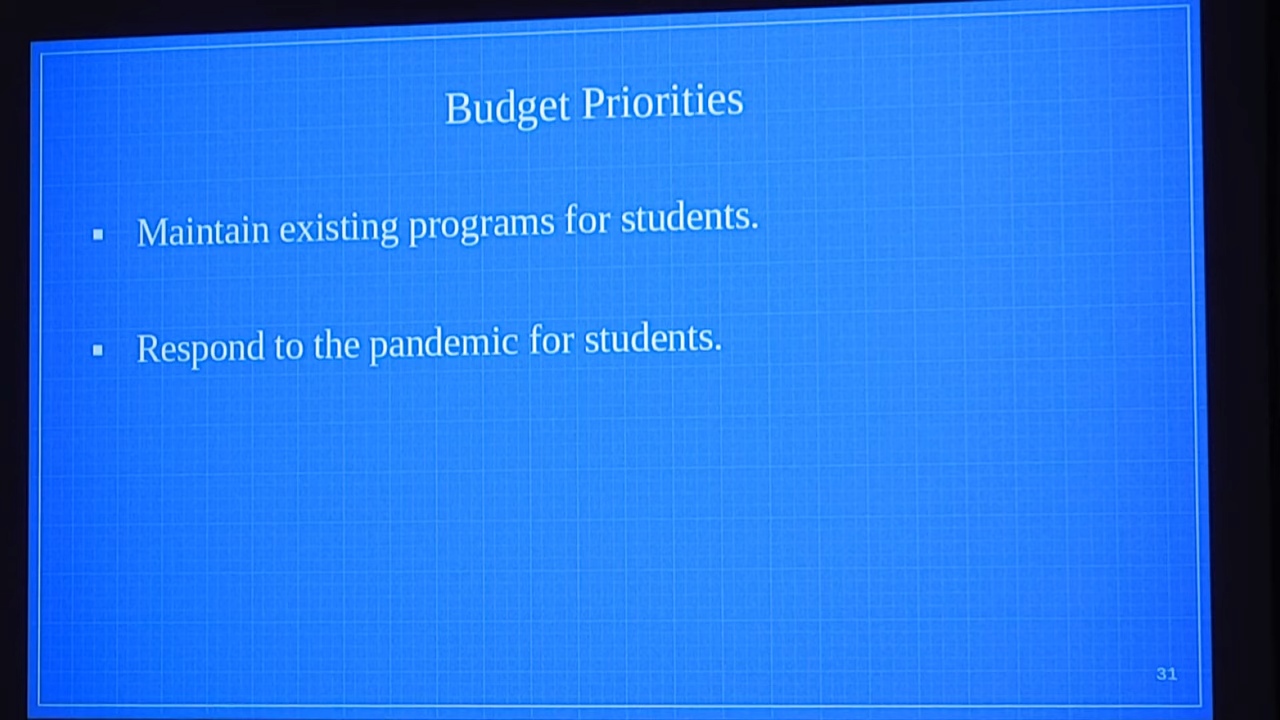 Budget Priorities
▪ Maintain existing programs for students.
▪ Respond to the pandemic for students.
31